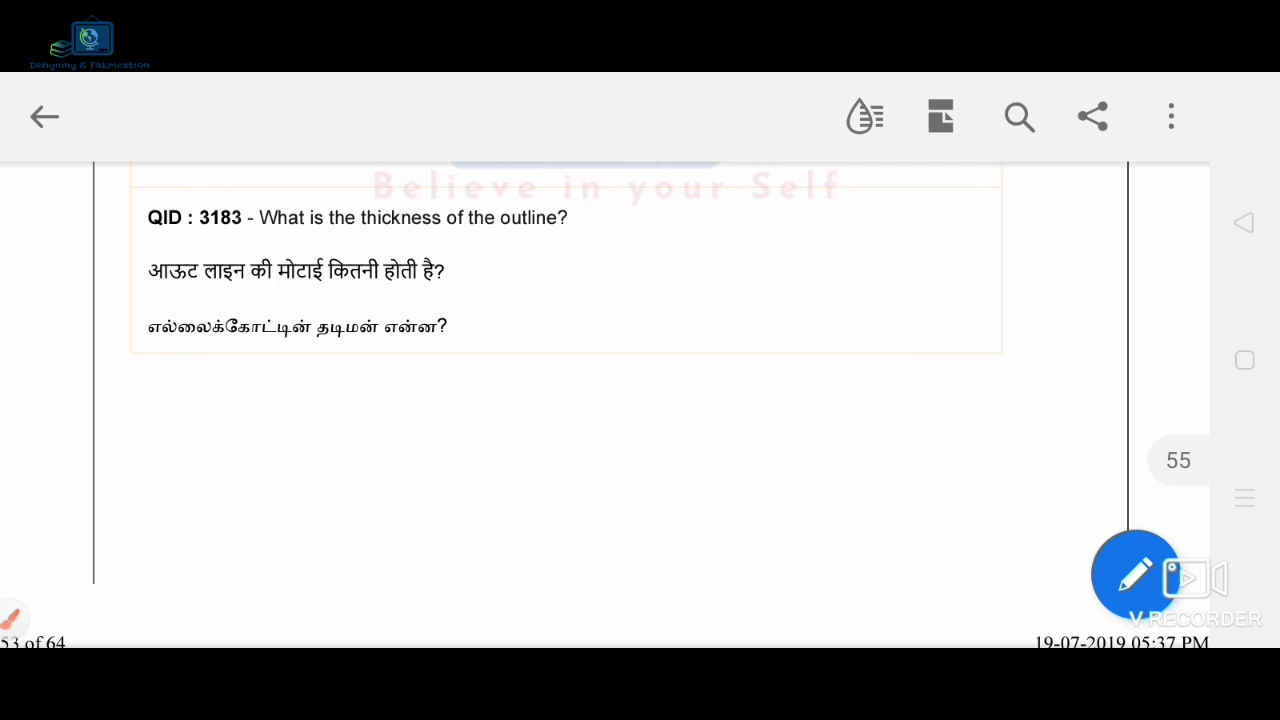 Designing & Fabrication
Believe in your Self
QID : 3183 - What is the thickness of the outline?
आऊट लाइन की मोटाई कितनी होती है?
எல்லைக்கோட்டின் தடிமன் என்ன?
55
V RECORDER
53 of 64
19-07-2019 05:37 PM